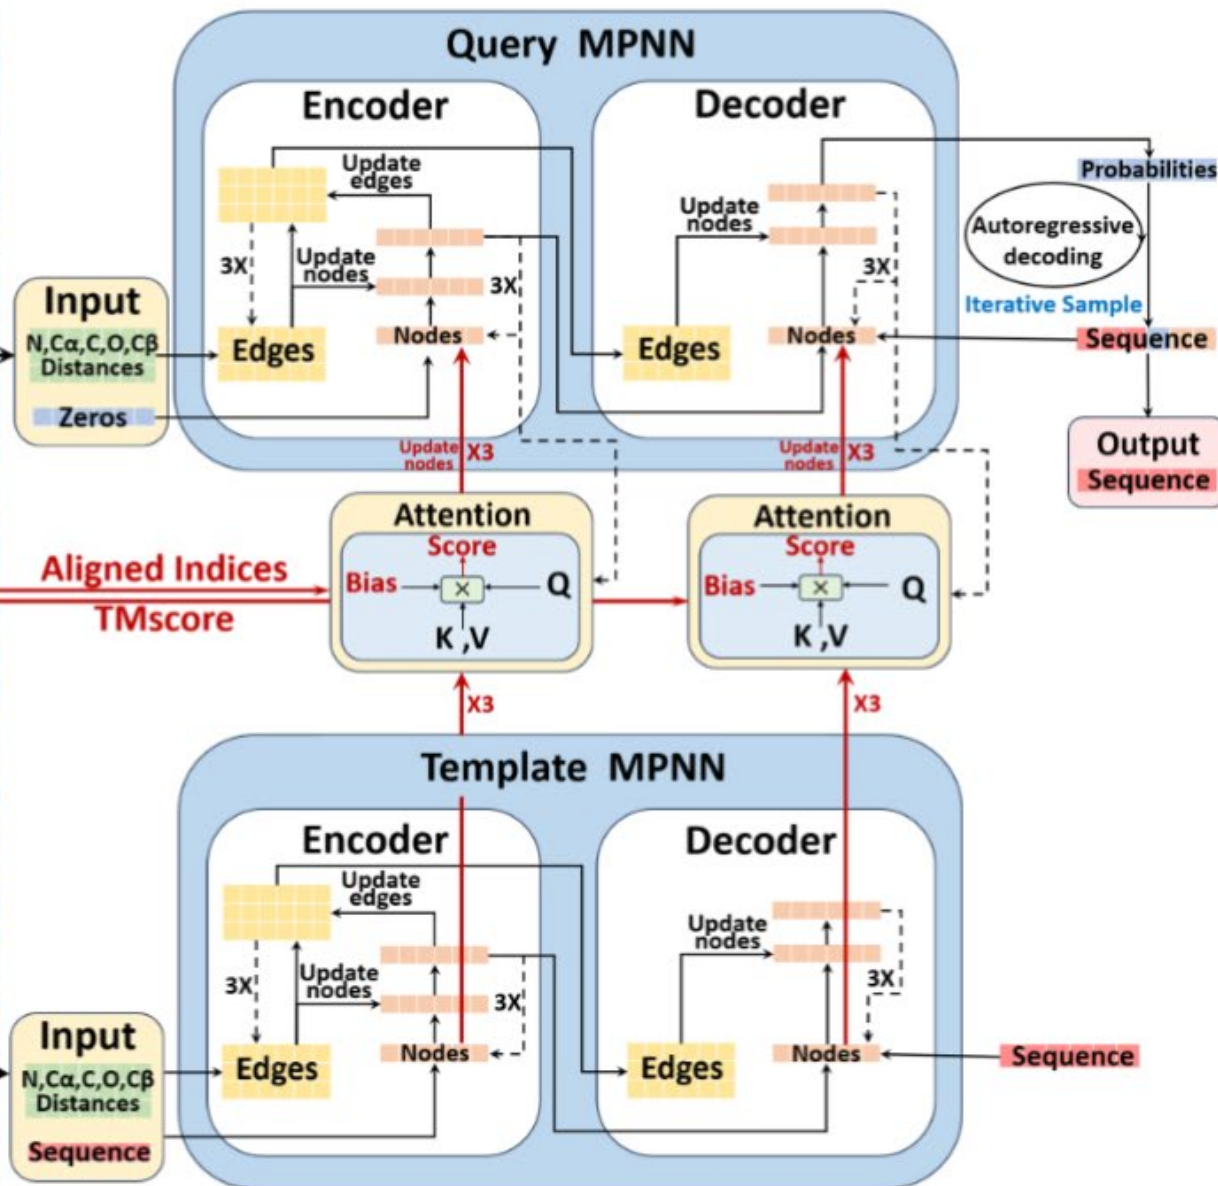 Query MPNN
Encoder
Decoder
Update
edges
Update
nodes
3X
3X
Nodes
Edges
Input
N,Cα,C,O,Cβ
Distances
Zeros
Update
nodes
3X
Nodes
Edges
Probabilities
Autoregressive
decoding
Iterative Sample
Sequence
Output
Sequence
Update
nodes
X3
Update
nodes
X3
Attention
Score
Bias
×
Q
K ,V
Attention
Score
Bias
×
Q
K ,V
Aligned Indices
TMscore
X3
X3
Template MPNN
Encoder
Decoder
Update
edges
Update
nodes
3X
3X
Nodes
Edges
Input
N,Cα,C,O,Cβ
Distances
Sequence
Update
nodes
3X
Nodes
Edges
Sequence